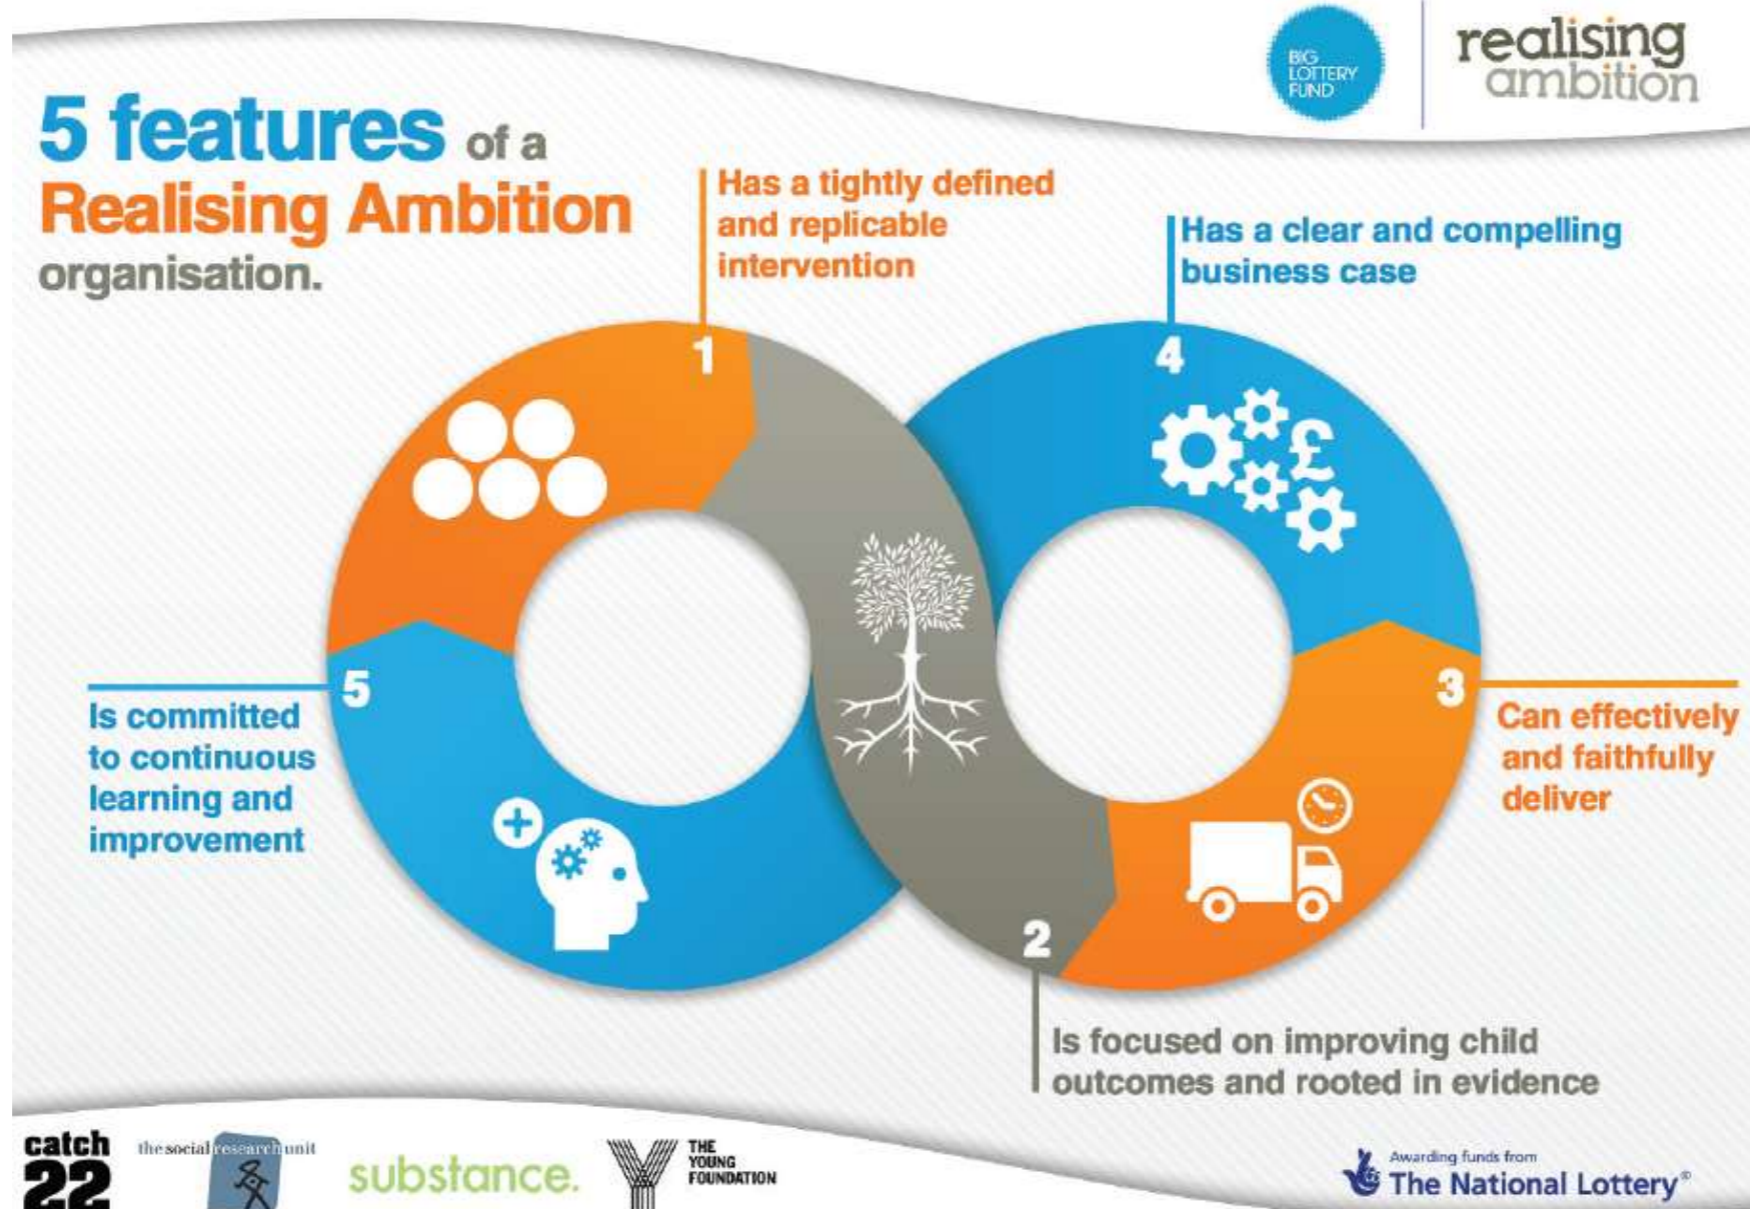 BIG
LOTTERY
FUND
realising
ambition
5 features of a
Realising Ambition
organisation.
1
Has a tightly defined
and replicable
intervention
4
Has a clear and compelling
business case
£
3
Can effectively
and faithfully
deliver
5
Is committed
to continuous
learning and
improvement
2
Is focused on improving child
outcomes and rooted in evidence
catch
22
the social research unit
substance.
THE
YOUNG
FOUNDATION
Awarding funds from
The National Lottery®